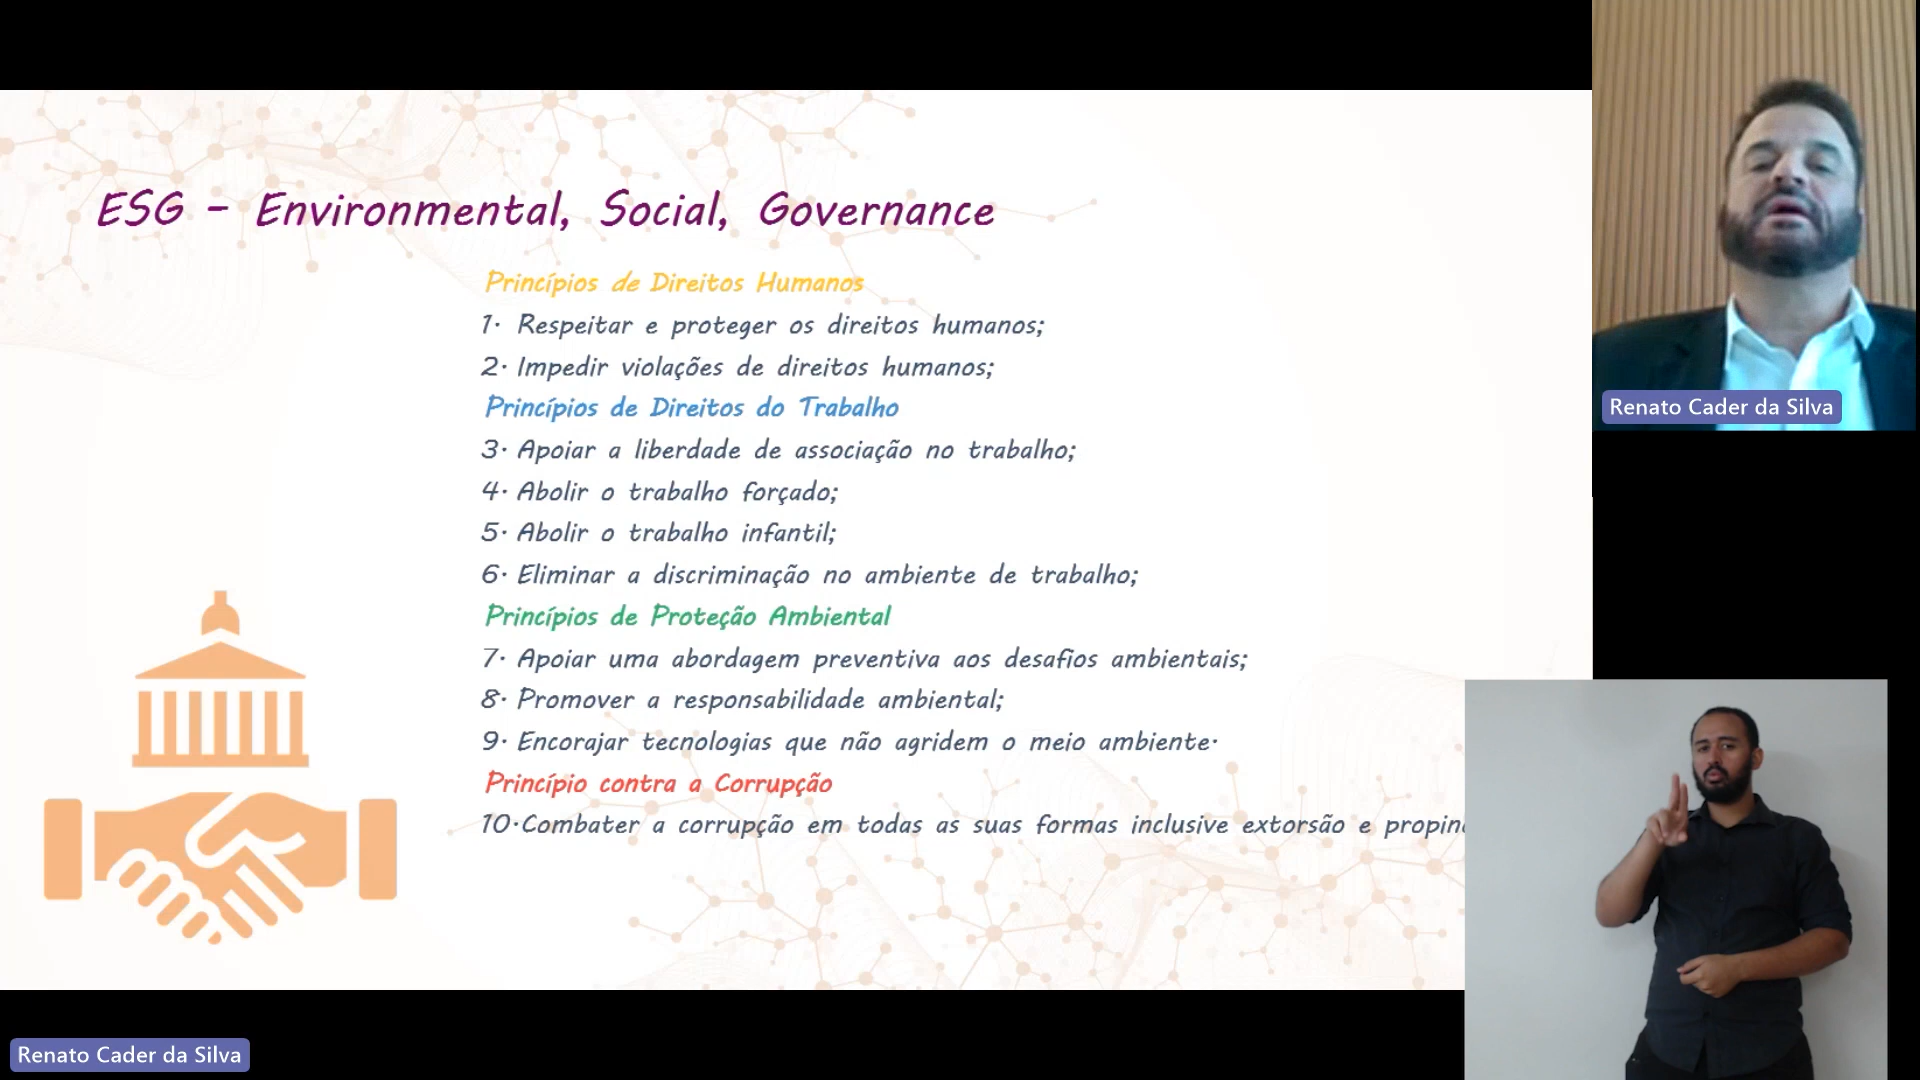 ESG - Environmental, Social, Governance
Princípios de Direitos Humanos
1. Respeitar e proteger os direitos humanos;
2. Impedir violações de direitos humanos;
Princípios de Direitos do Trabalho
3. Apoiar a liberdade de associação no trabalho;
4. Abolir o trabalho forçado;
5. Abolir o trabalho infantil;
6. Eliminar a discriminação no ambiente de trabalho;
Princípios de Proteção Ambiental
7. Apoiar uma abordagem preventiva aos desafios ambientais;
8. Promover a responsabilidade ambiental;
9. Encorajar tecnologias que não agridem o meio ambiente.
Princípio contra a Corrupção
10.Combater a corrupção em todas as suas formas inclusive extorsão e
Renato Cader da Silva
Renato Cader da Silva